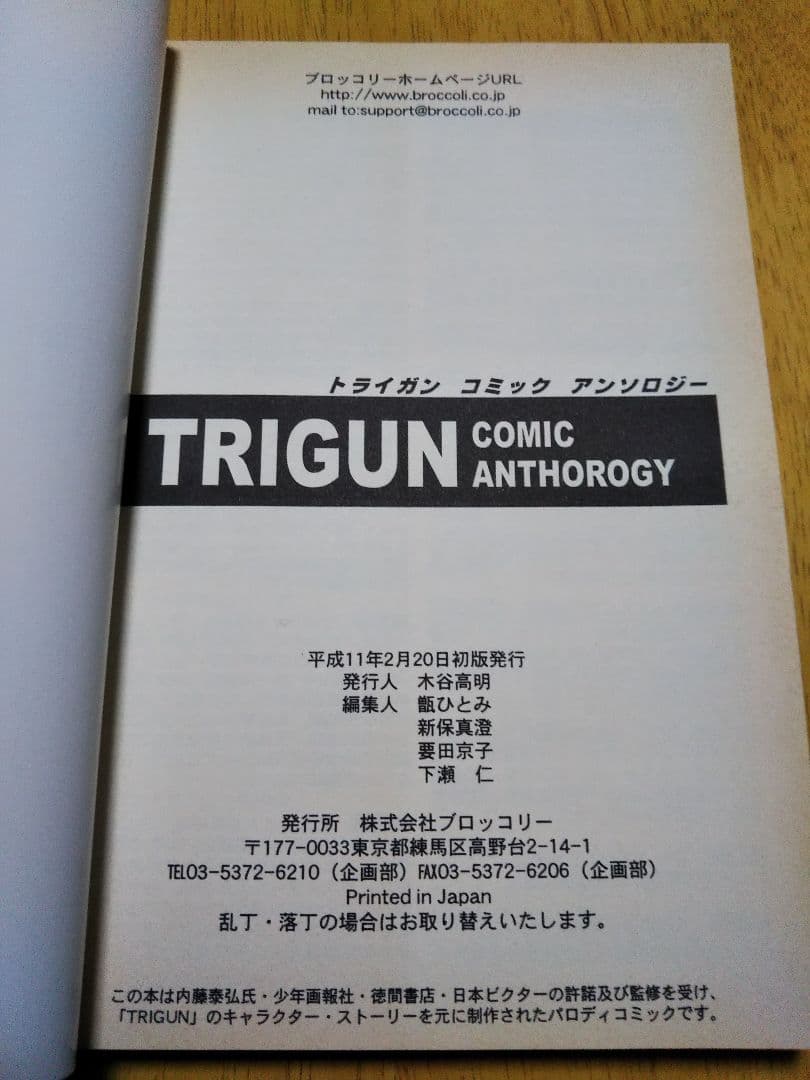 ブロッコリーホームページURL
http://www.broccoli.co.jp
mail to:support@broccoli.co.jp
トライガン コミック アンソロジー
TRIGUN COMIC
ANTHOROGY
平成11年2月20日初版発行
発行人 木谷高明
編集人 甑ひとみ
新保真澄
要田京子
下瀬 仁
発行所 株式会社ブロッコリー
〒177-0033東京都練馬区高野台2-14-1
TEL03-5372-6210（企画部）FAX03-5372-6206（企画部）
Printed in Japan
乱丁・落丁の場合はお取り替えいたします。
この本は内藤泰弘氏・少年画報社・徳間書店・日本ビクターの許諾及び監修を受け、
「TRIGUN」のキャラクター・ストーリーを元に制作されたパロディコミックです。